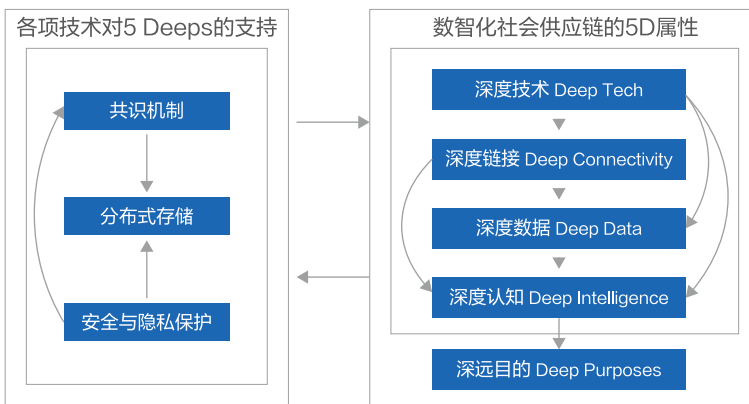 各项技术对5 Deeps的支持
共识机制
分布式存储
安全与隐私保护
数智化社会供应链的5D属性
深度技术 Deep Tech
深度链接 Deep Connectivity
深度数据 Deep Data
深度认知 Deep Intelligence
深远目的 Deep Purposes